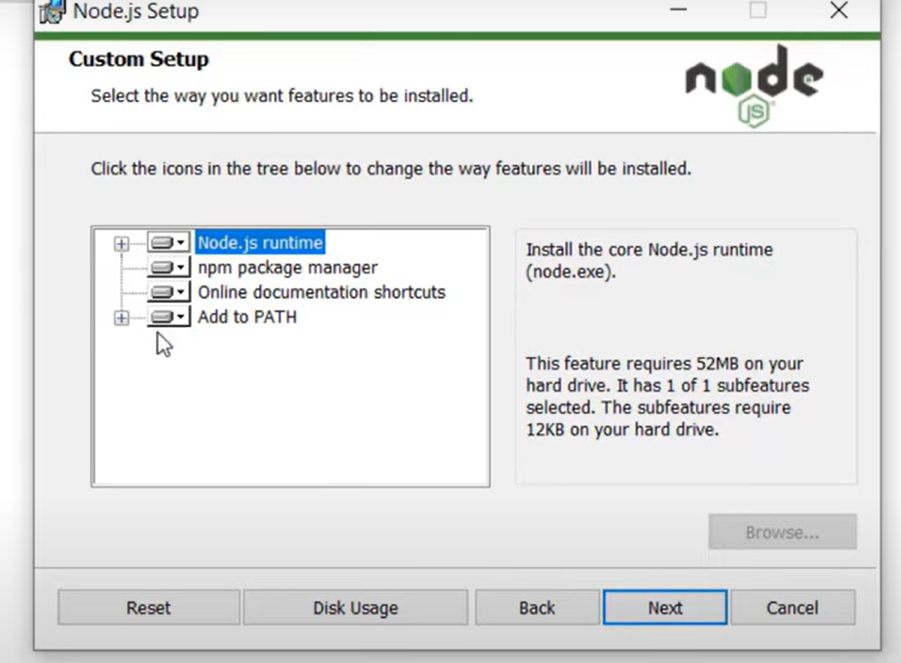 Node.js Setup
Custom Setup
Select the way you want features to be installed.
node
JS
Click the icons in the tree below to change the way features will be installed.
Node.js runtime
npm package manager
Online documentation shortcuts
Add to PATH
Install the core Node.js runtime
(node.exe).
This feature requires 52MB on your
hard drive. It has 1 of 1 subfeatures
selected. The subfeatures require
12KB on your hard drive.
Browse...
Reset
Disk Usage
Back
Next
Cancel